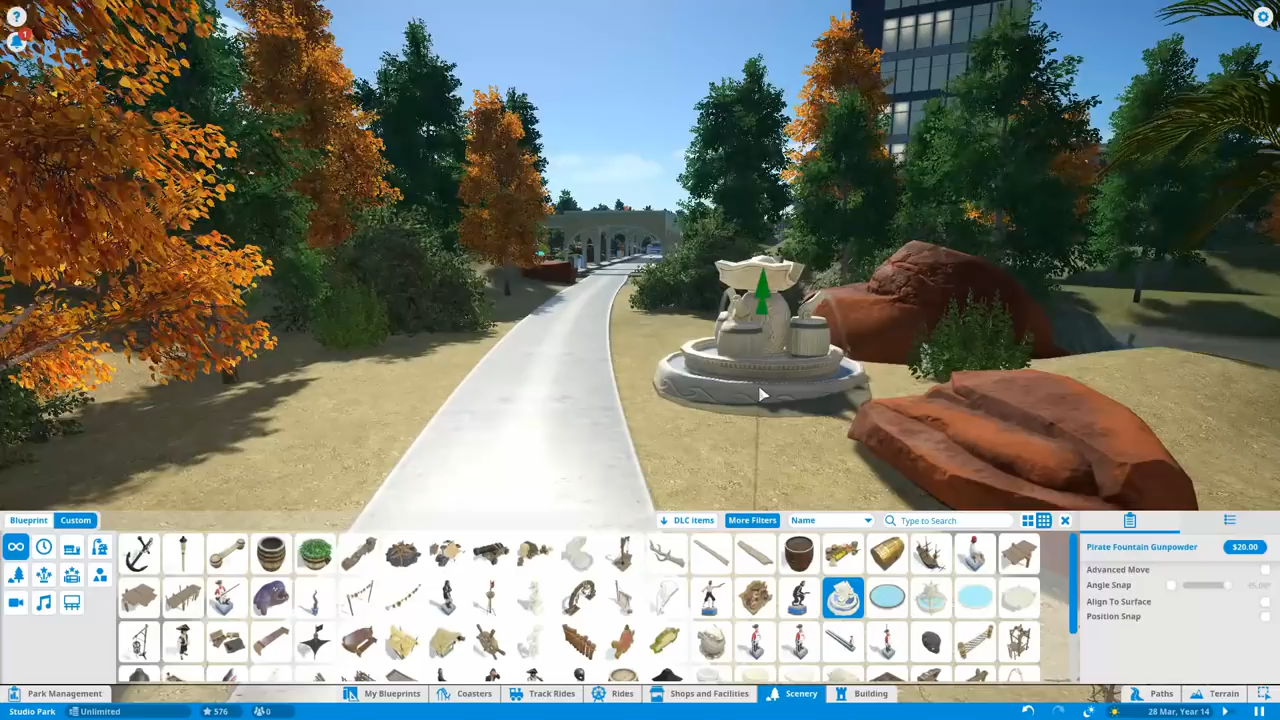 ?
1
Blueprint Custom
DLC items More Filters Name Type to Search
Pirate Fountain Gunpowder $20.00
Advanced Move
Angle Snap
Align To Surface
Position Snap
Park Management My Blueprints Coasters Track Rides Rides Shops and Facilities Scenery Building Paths Terrain
Studio Park Unlimited 576 0 28 Mar, Year 14